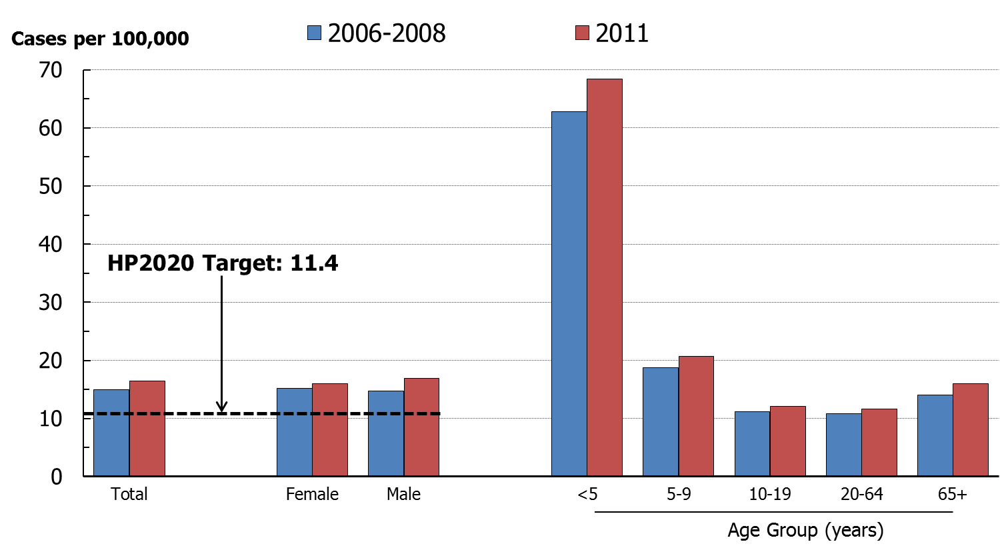 Cases per 100,000
2006-2008
2011
70
60
50
40
30
20
10
0
HP2020 Target: 11.4
Total
Female
Male
<5
5-9
10-19
20-64
65+
Age Group (years)